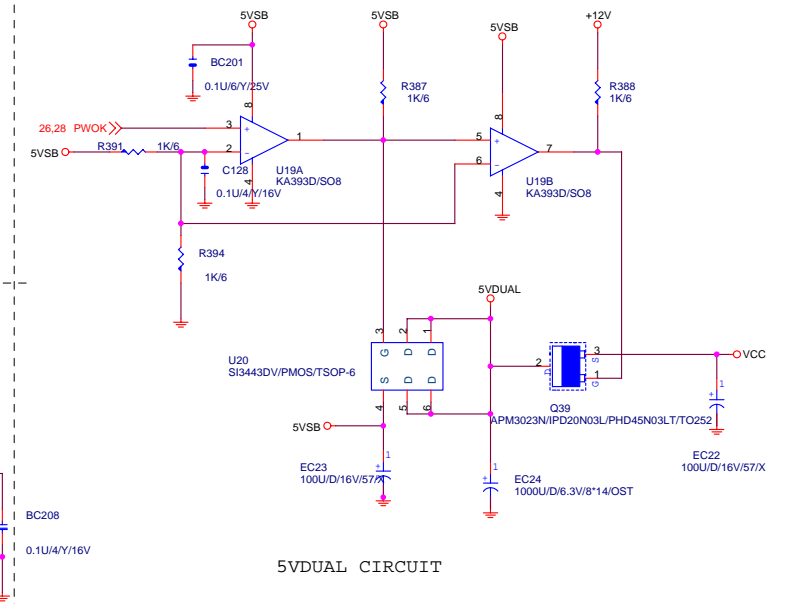 5VSB
5VSB
5VSB
+12V
BC201
0.1U/6/Y/25V
R387
1K/6
R388
1K/6
26,28 PWOK
3
+
8
1
5
+
8
7
5VSB
R391
1K/6
2
-
4
6
-
4
C128
0.1U/4/Y/16V
U19A
KA393D/SO8
U19B
KA393D/SO8
R394
1K/6
5VDUAL
U20
SI3443DV/PMOS/TSOP-6
3
2
1
G
D
D
S
D
D
4
5
6
2
D
3
S
1
G
VCC
Q39
APM3023N/IPD20N03L/PHD45N03LT/TO252
1
+
EC22
100U/D/16V/57/X
5VSB
1
+
EC23
100U/D/16V/57/X
1
+
EC24
1000U/D/6.3V/8*14/OST
BC208
0.1U/4/Y/16V
5VDUAL CIRCUIT